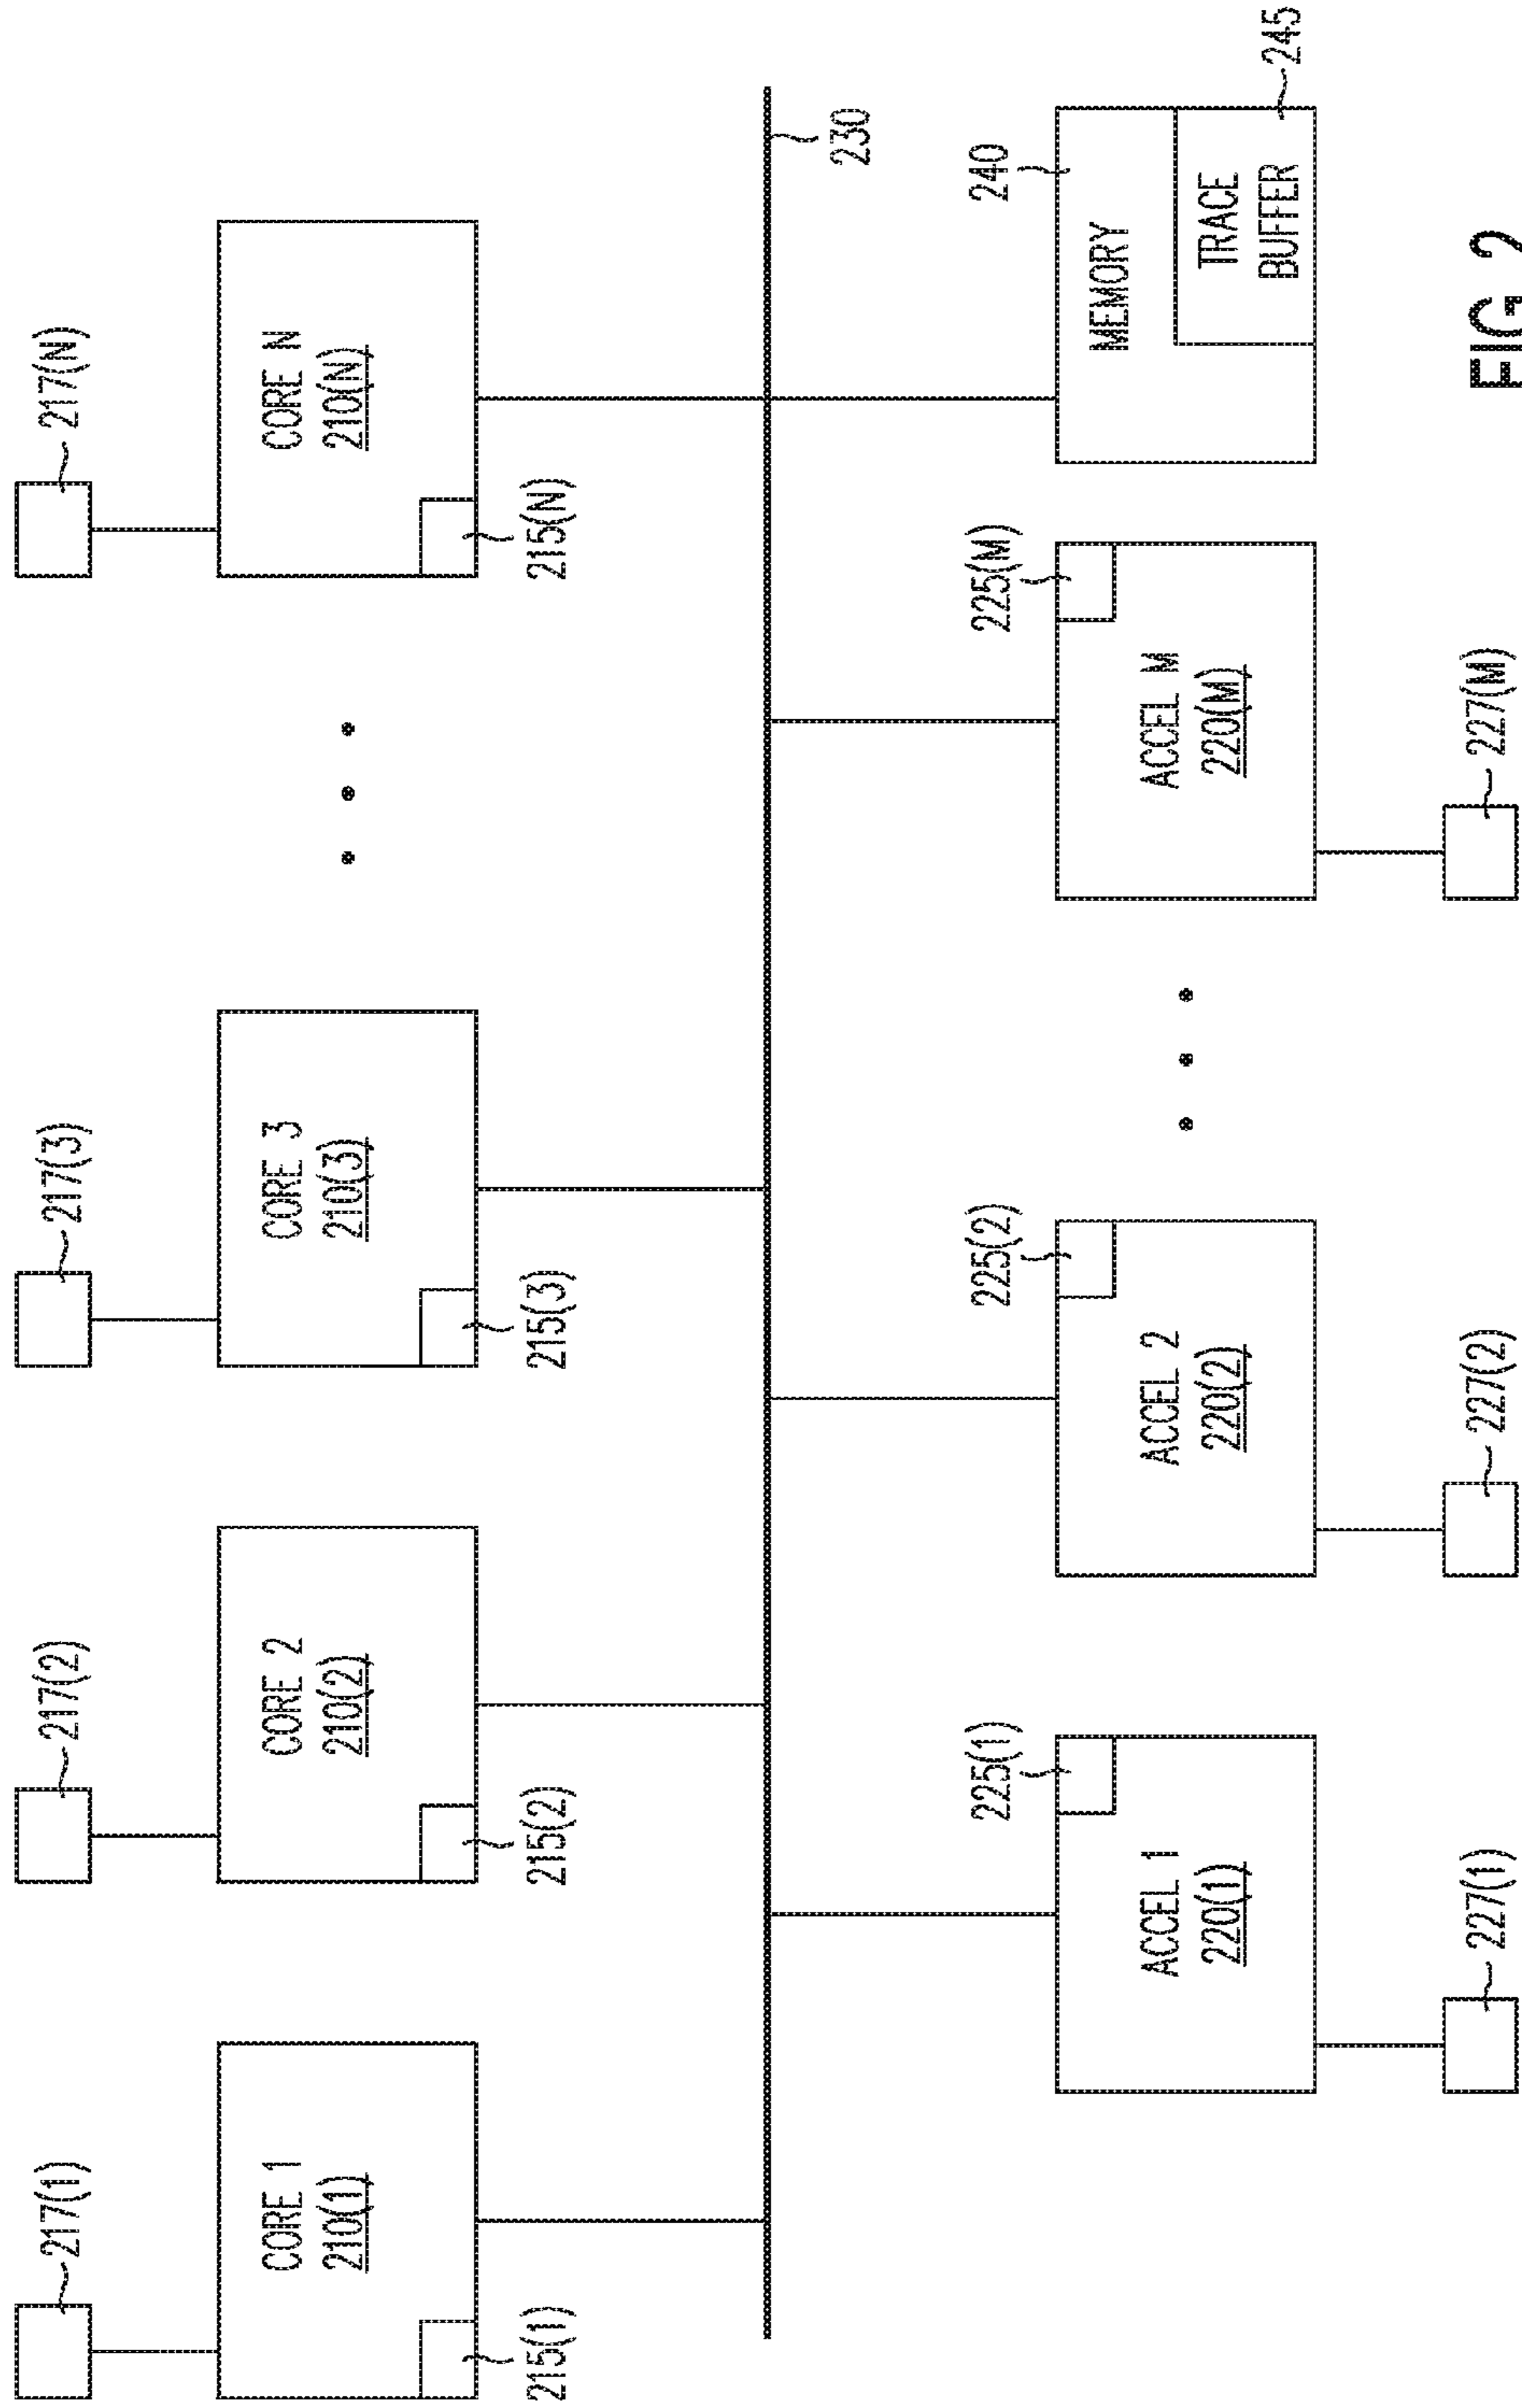 217(1)
217(2)
217(3)
217(N)
CORE 1
210(1)
CORE 2
210(2)
CORE 3
210(3)
CORE N
210(N)
215(1)
215(2)
215(3)
215(N)
230
225(1)
225(2)
225(M)
240
ACCEL 1
220(1)
ACCEL 2
220(2)
ACCEL M
220(M)
MEMORY
TRACE
BUFFER
245
227(1)
227(2)
227(M)
FIG. 2